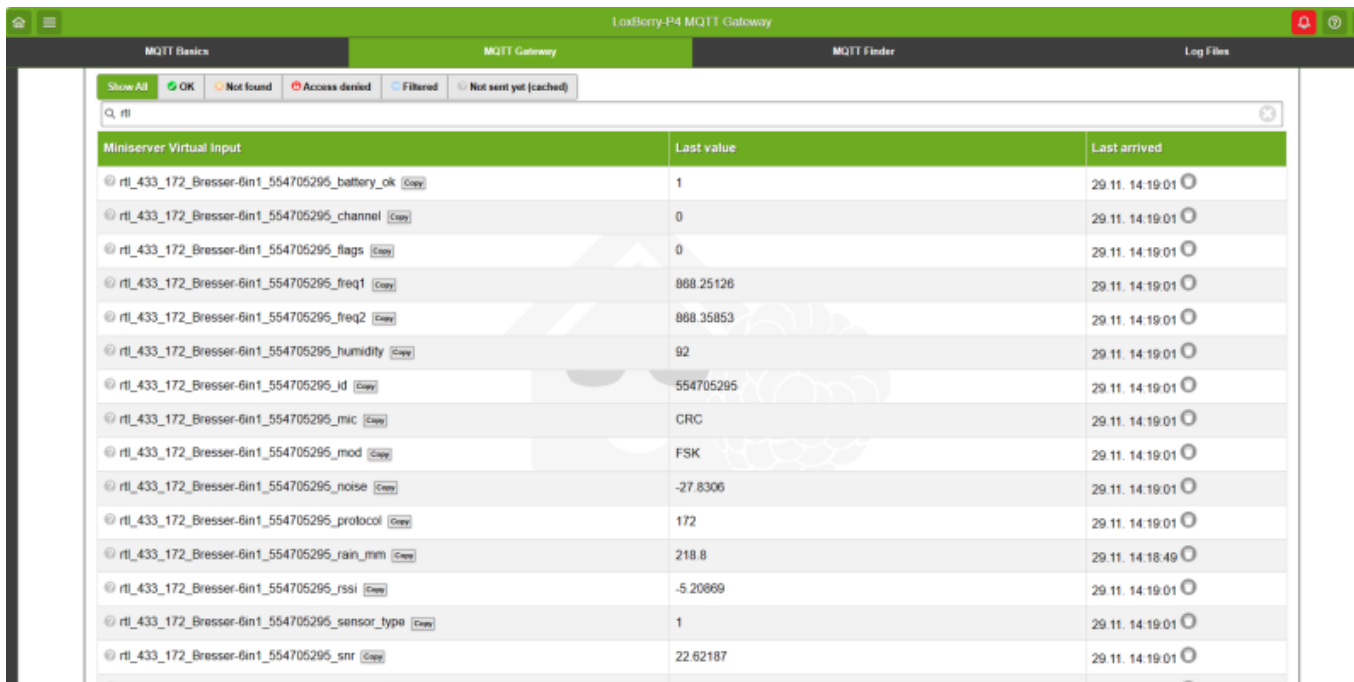 LoxBerry-P4 MQTT Gateway
MQTT Basics MQTT Gateway MQTT Finder Log Files
Show All OK Not found Access denied Filtered Not sent yet (cached)
rtl
Miniserver Virtual Input Last value Last arrived
rtl_433_172_Bresser-6in1_554705295_battery_ok Copy 1 29.11. 14:19:01
rtl_433_172_Bresser-6in1_554705295_channel Copy 0 29.11. 14:19:01
rtl_433_172_Bresser-6in1_554705295_flags Copy 0 29.11. 14:19:01
rtl_433_172_Bresser-6in1_554705295_freq1 Copy 868.25126 29.11. 14:19:01
rtl_433_172_Bresser-6in1_554705295_freq2 Copy 868.35853 29.11. 14:19:01
rtl_433_172_Bresser-6in1_554705295_humidity Copy 92 29.11. 14:19:01
rtl_433_172_Bresser-6in1_554705295_id Copy 554705295 29.11. 14:19:01
rtl_433_172_Bresser-6in1_554705295_mic Copy CRC 29.11. 14:19:01
rtl_433_172_Bresser-6in1_554705295_mod Copy FSK 29.11. 14:19:01
rtl_433_172_Bresser-6in1_554705295_noise Copy -27.8306 29.11. 14:19:01
rtl_433_172_Bresser-6in1_554705295_protocol Copy 172 29.11. 14:19:01
rtl_433_172_Bresser-6in1_554705295_rain_mm Copy 218.8 29.11. 14:18:49
rtl_433_172_Bresser-6in1_554705295_rssi Copy -5.20869 29.11. 14:19:01
rtl_433_172_Bresser-6in1_554705295_sensor_type Copy 1 29.11. 14:19:01
rtl_433_172_Bresser-6in1_554705295_snr Copy 22.62187 29.11. 14:19:01